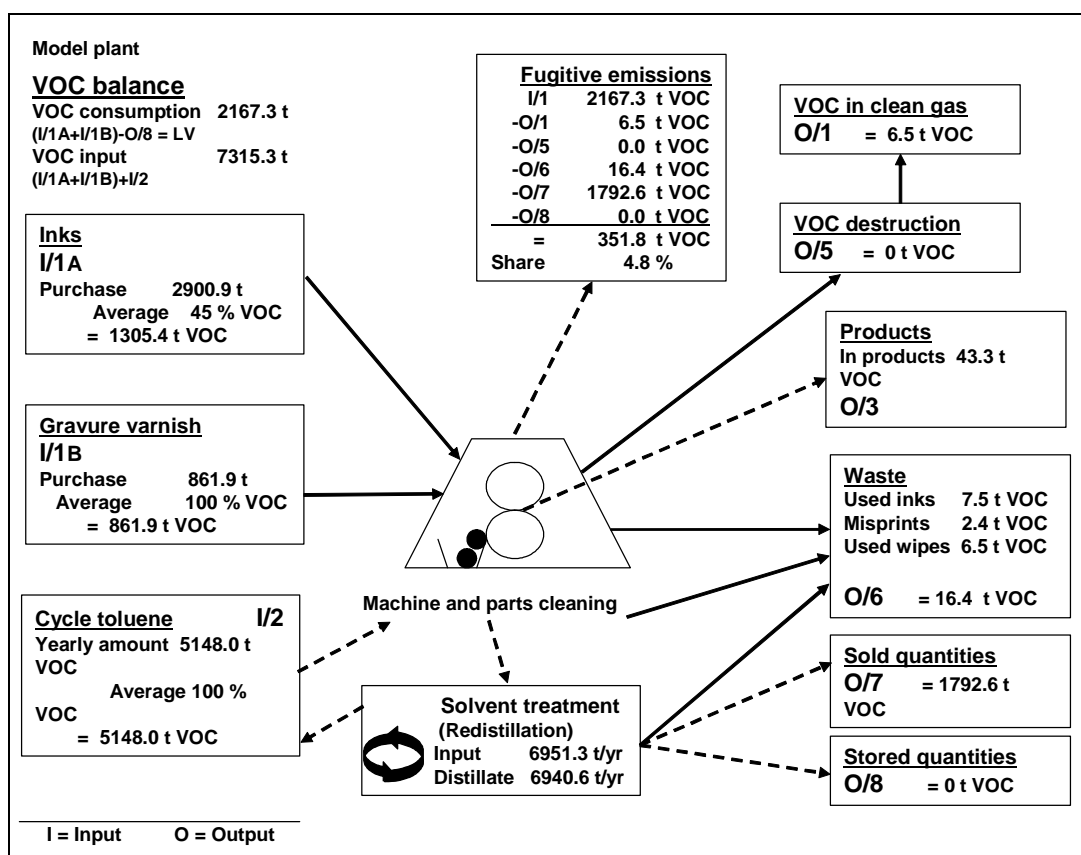 Model plant
VOC balance
VOC consumption 2167.3 t
(I/1A+I/1B)-O/8 = LV
VOC input 7315.3 t
(I/1A+I/1B)+I/2
Inks
I/1A
Purchase 2900.9 t
Average 45 % VOC
= 1305.4 t VOC
Gravure varnish
I/1B
Purchase 861.9 t
Average 100 % VOC
= 861.9 t VOC
Cycle toluene I/2
Yearly amount 5148.0 t
VOC
Average 100 %
VOC
= 5148.0 t VOC
I = Input O = Output
Fugitive emissions
I/1 2167.3 t VOC
-O/1 6.5 t VOC
-O/5 0.0 t VOC
-O/6 16.4 t VOC
-O/7 1792.6 t VOC
-O/8 0.0 t VOC
= 351.8 t VOC
Share 4.8 %
Machine and parts cleaning
Solvent treatment
(Redistillation)
Input 6951.3 t/yr
Distillate 6940.6 t/yr
VOC in clean gas
O/1 = 6.5 t VOC
VOC destruction
O/5 = 0 t VOC
Products
In products 43.3 t
VOC
O/3
Waste
Used inks 7.5 t VOC
Misprints 2.4 t VOC
Used wipes 6.5 t VOC
O/6 = 16.4 t VOC
Sold quantities
O/7 = 1792.6 t
VOC
Stored quantities
O/8 = 0 t VOC